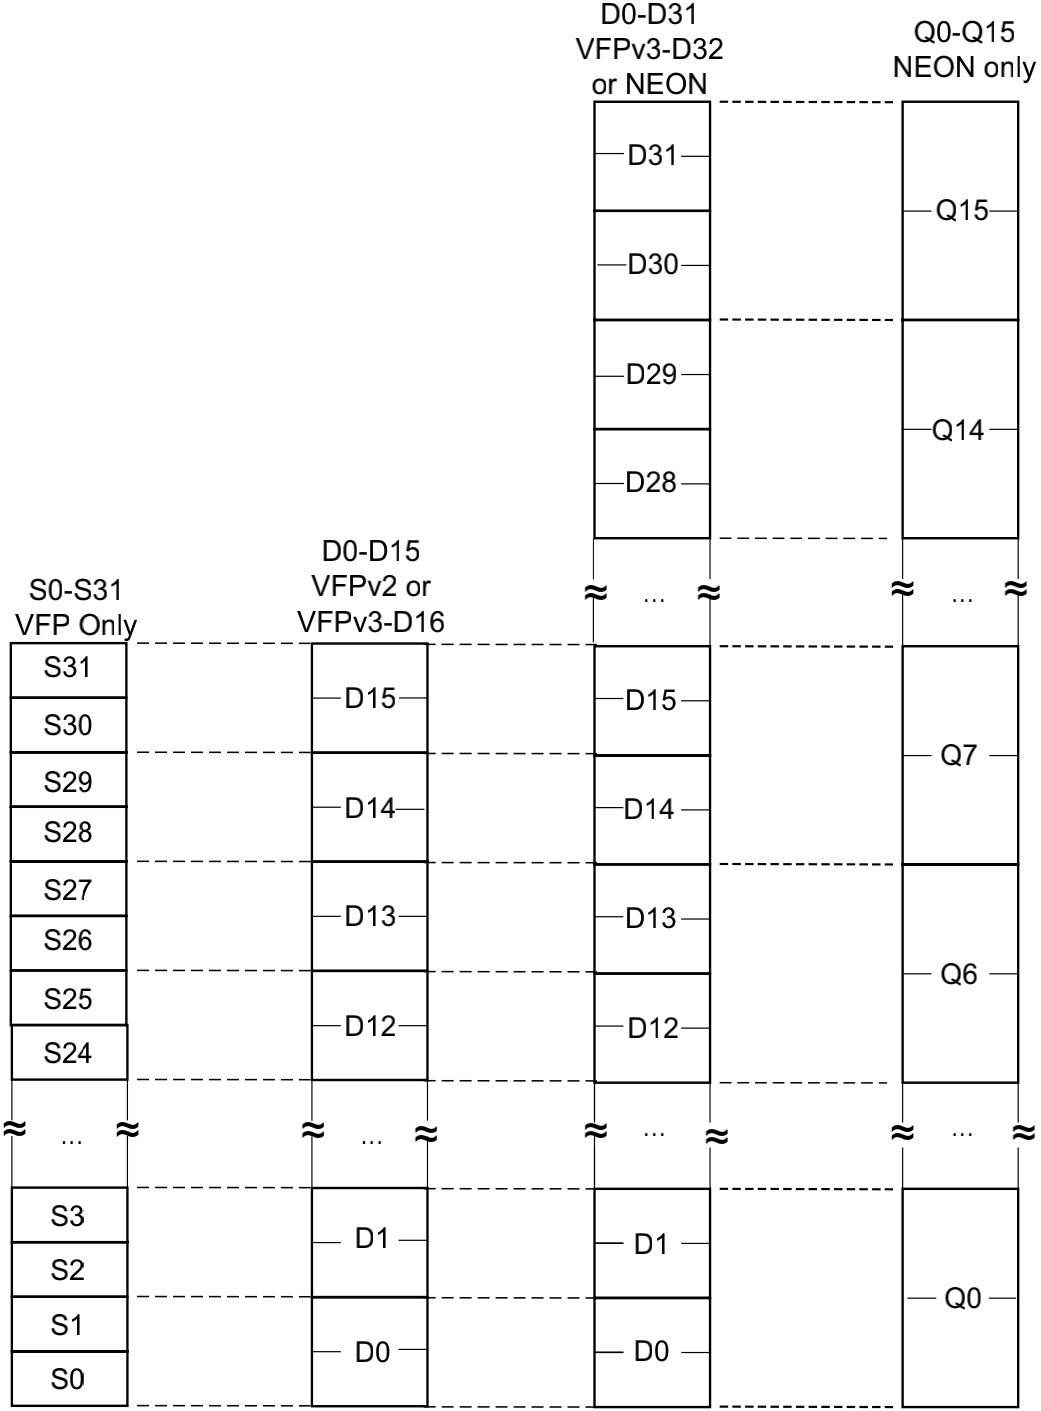 D0-D31
VFPv3-D32
or NEON
D31
D30
D29
D28
...
D15
D14
D13
D12
...
D1
D0
Q0-Q15
NEON only
Q15
Q14
...
Q7
Q6
...
Q0
S0-S31
VFP Only
S31
S30
S29
S28
S27
S26
S25
S24
...
S3
S2
S1
S0
D0-D15
VFPv2 or
VFPv3-D16
D15
D14
D13
D12
...
D1
D0